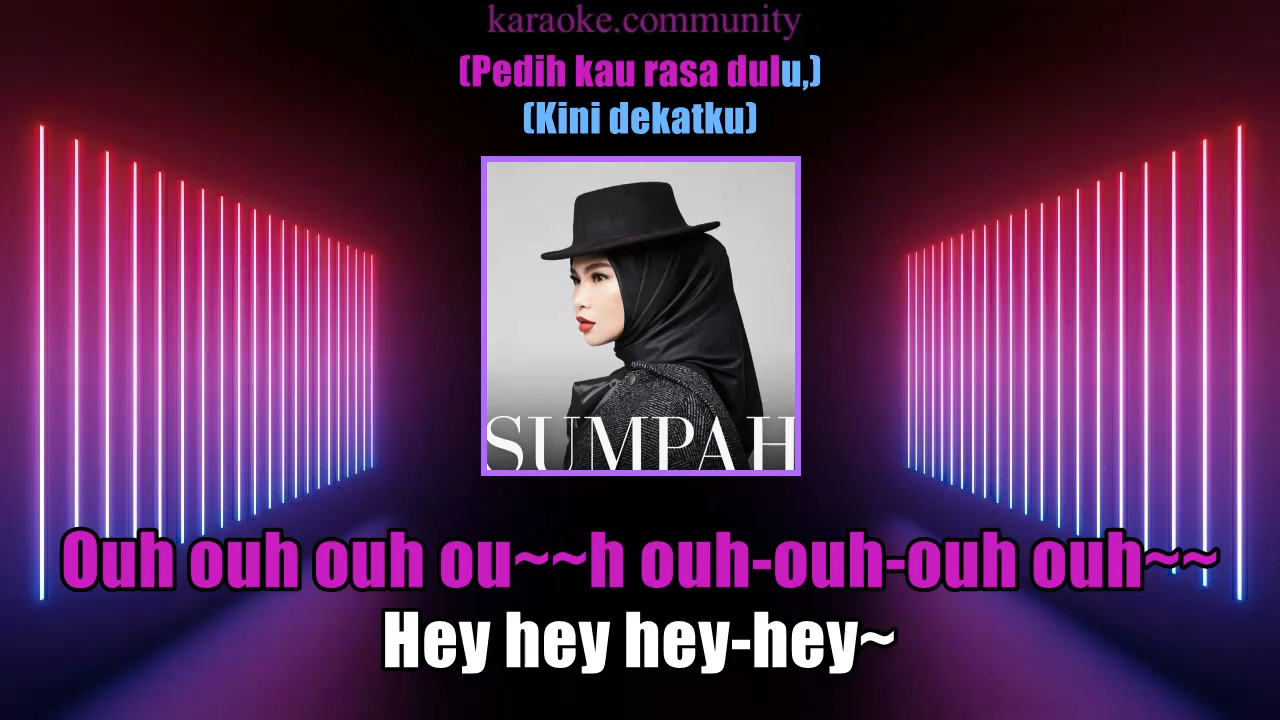 karaoke.community
(Pedih kau rasa dulu,)
(Kini dekatku)
SUMPAH
Ouh ouh ouh ou~~h ouh-ouh-ouh ouh~~
Hey hey hey-hey~